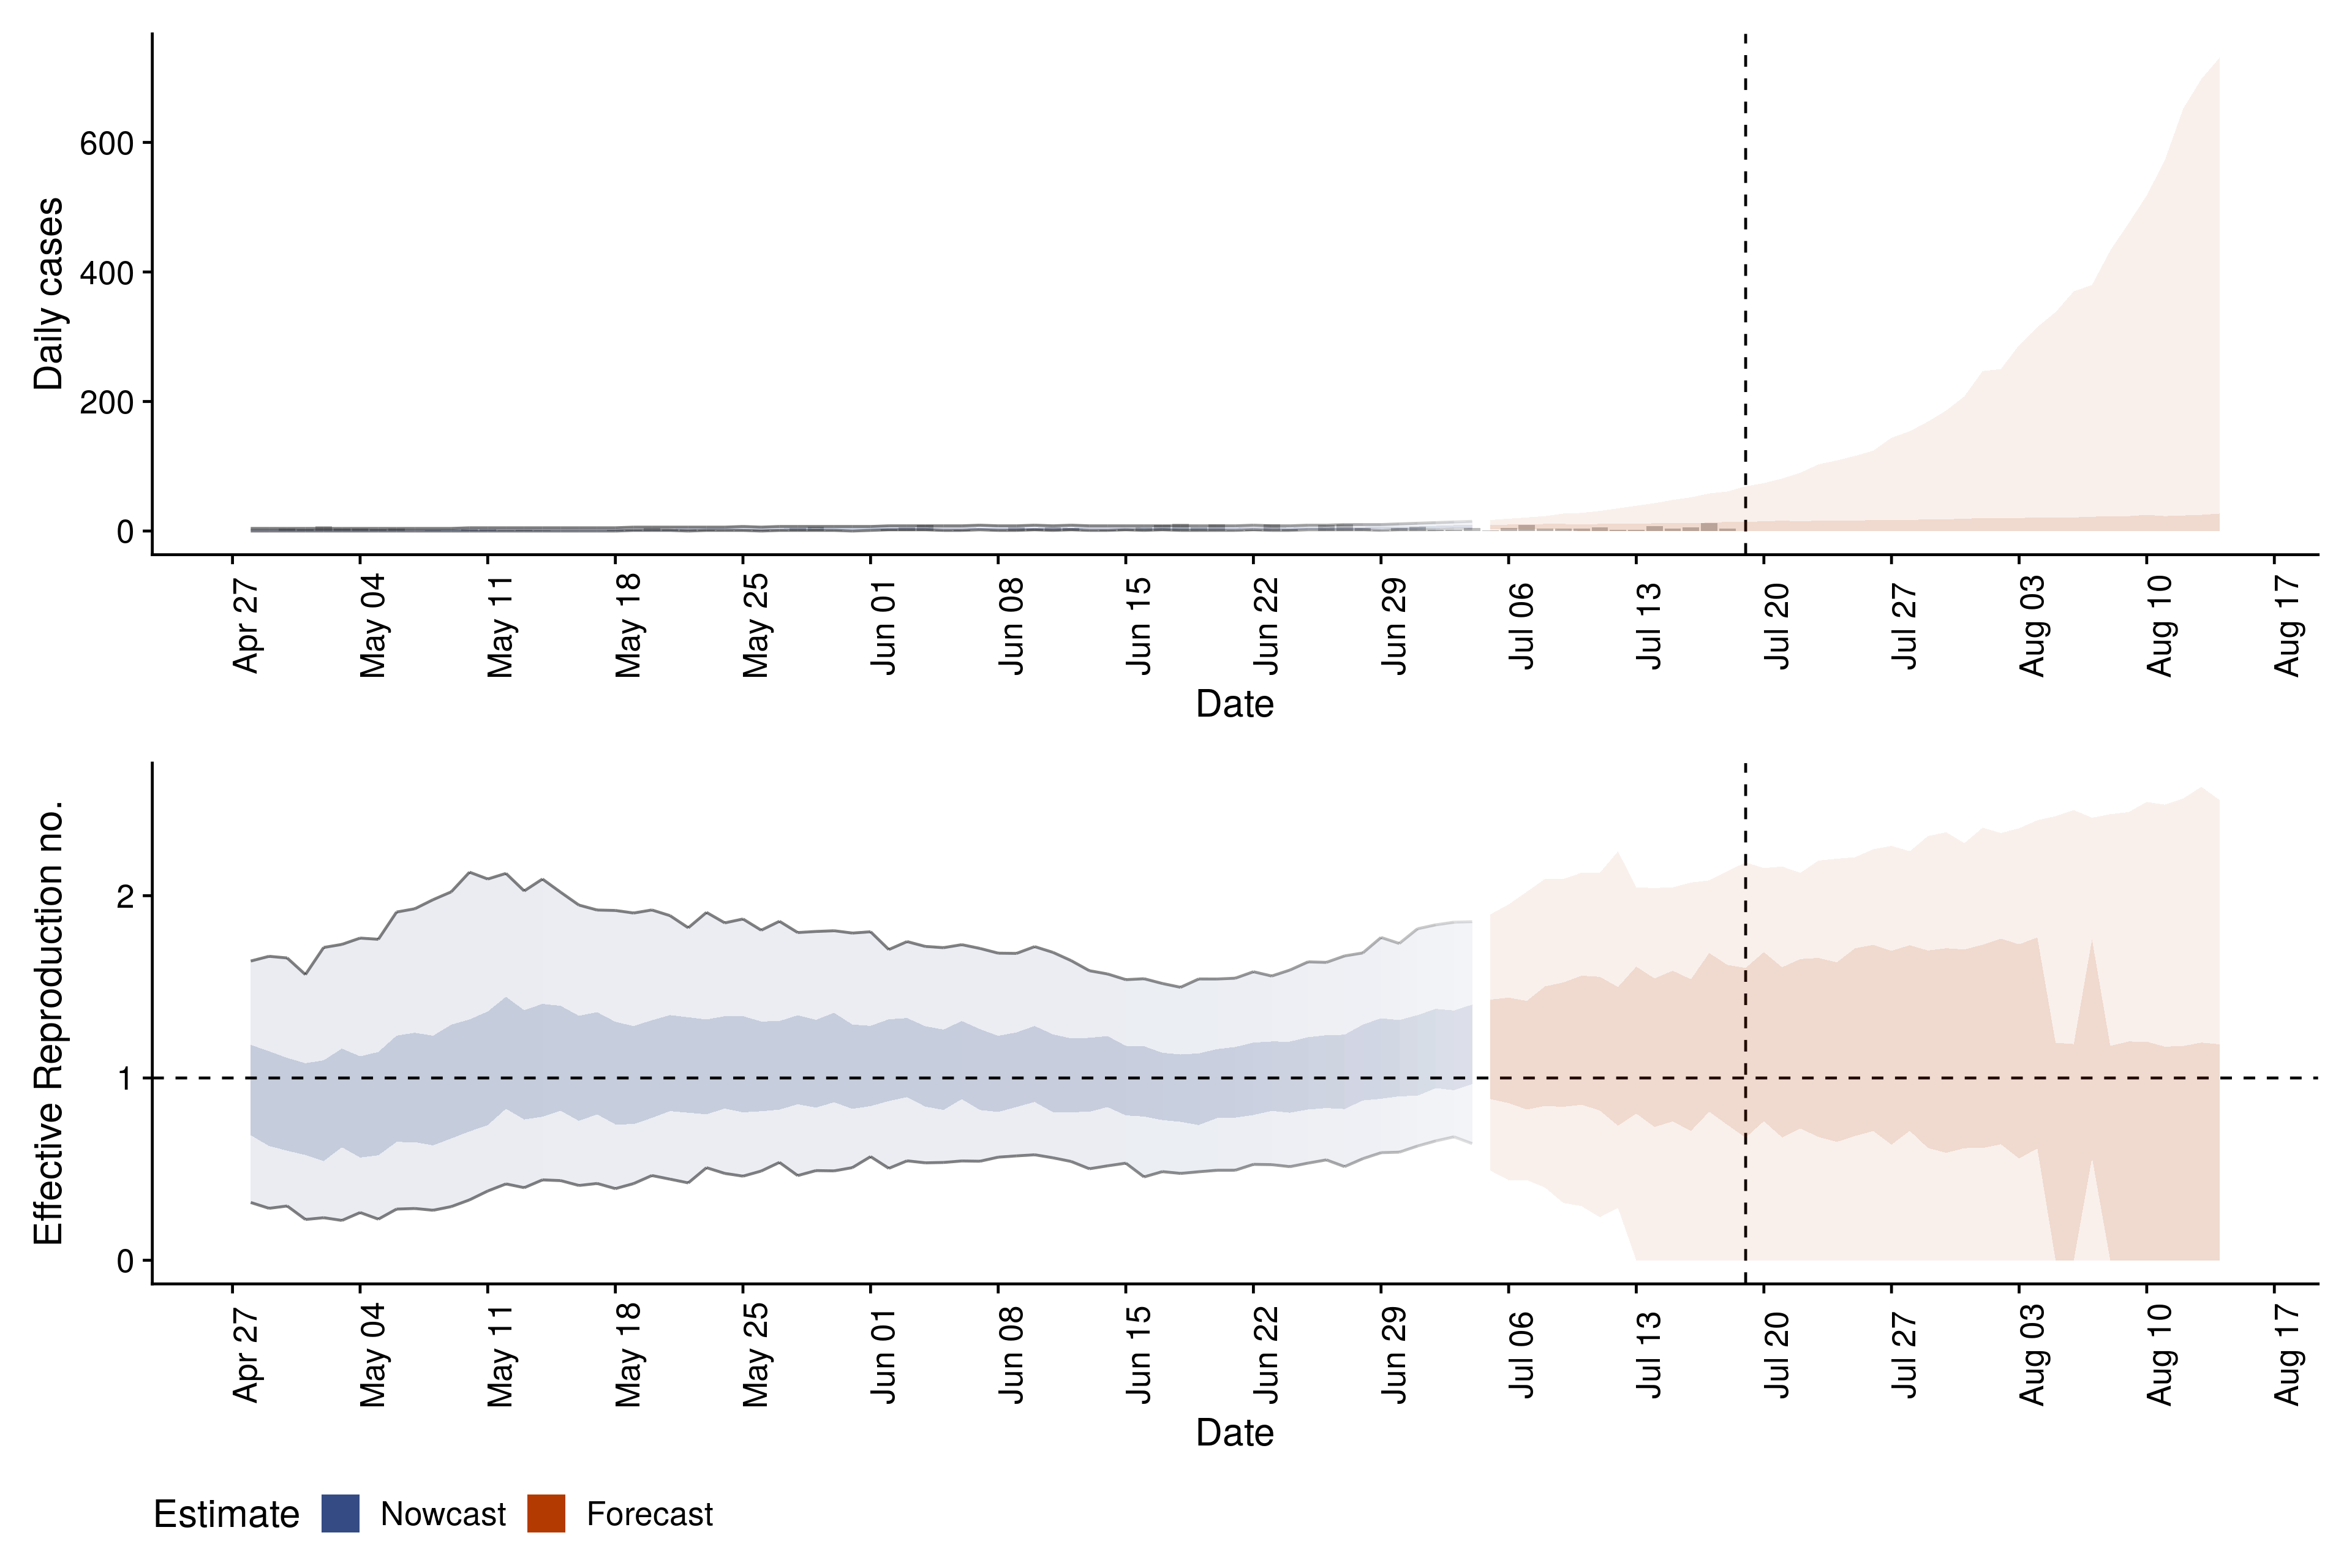 Daily cases
600
400
200
0
Apr 27
May 04
May 11
May 18
May 25
Jun 01
Jun 08
Jun 15
Jun 22
Jun 29
Jul 06
Jul 13
Jul 20
Jul 27
Aug 03
Aug 10
Aug 17
Date
Effective Reproduction no.
2
1
0
Apr 27
May 04
May 11
May 18
May 25
Jun 01
Jun 08
Jun 15
Jun 22
Jun 29
Jul 06
Jul 13
Jul 20
Jul 27
Aug 03
Aug 10
Aug 17
Date
Estimate Nowcast Forecast